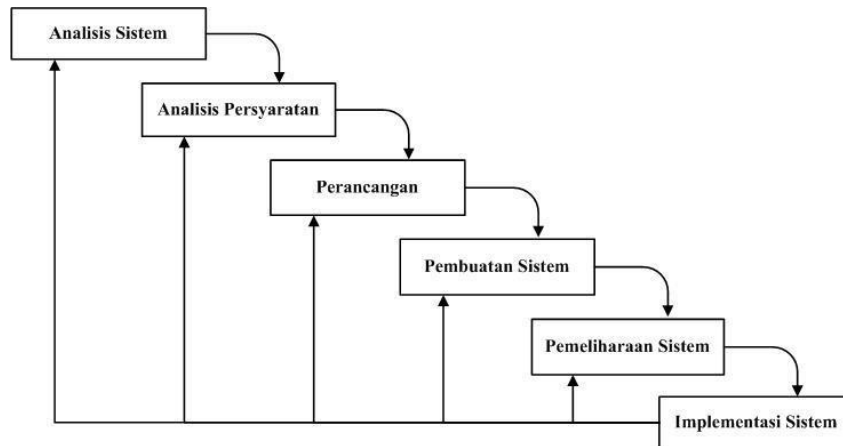 Analisis Sistem
Analisis Persyaratan
Perancangan
Pembuatan Sistem
Pemeliharaan Sistem
Implementasi Sistem